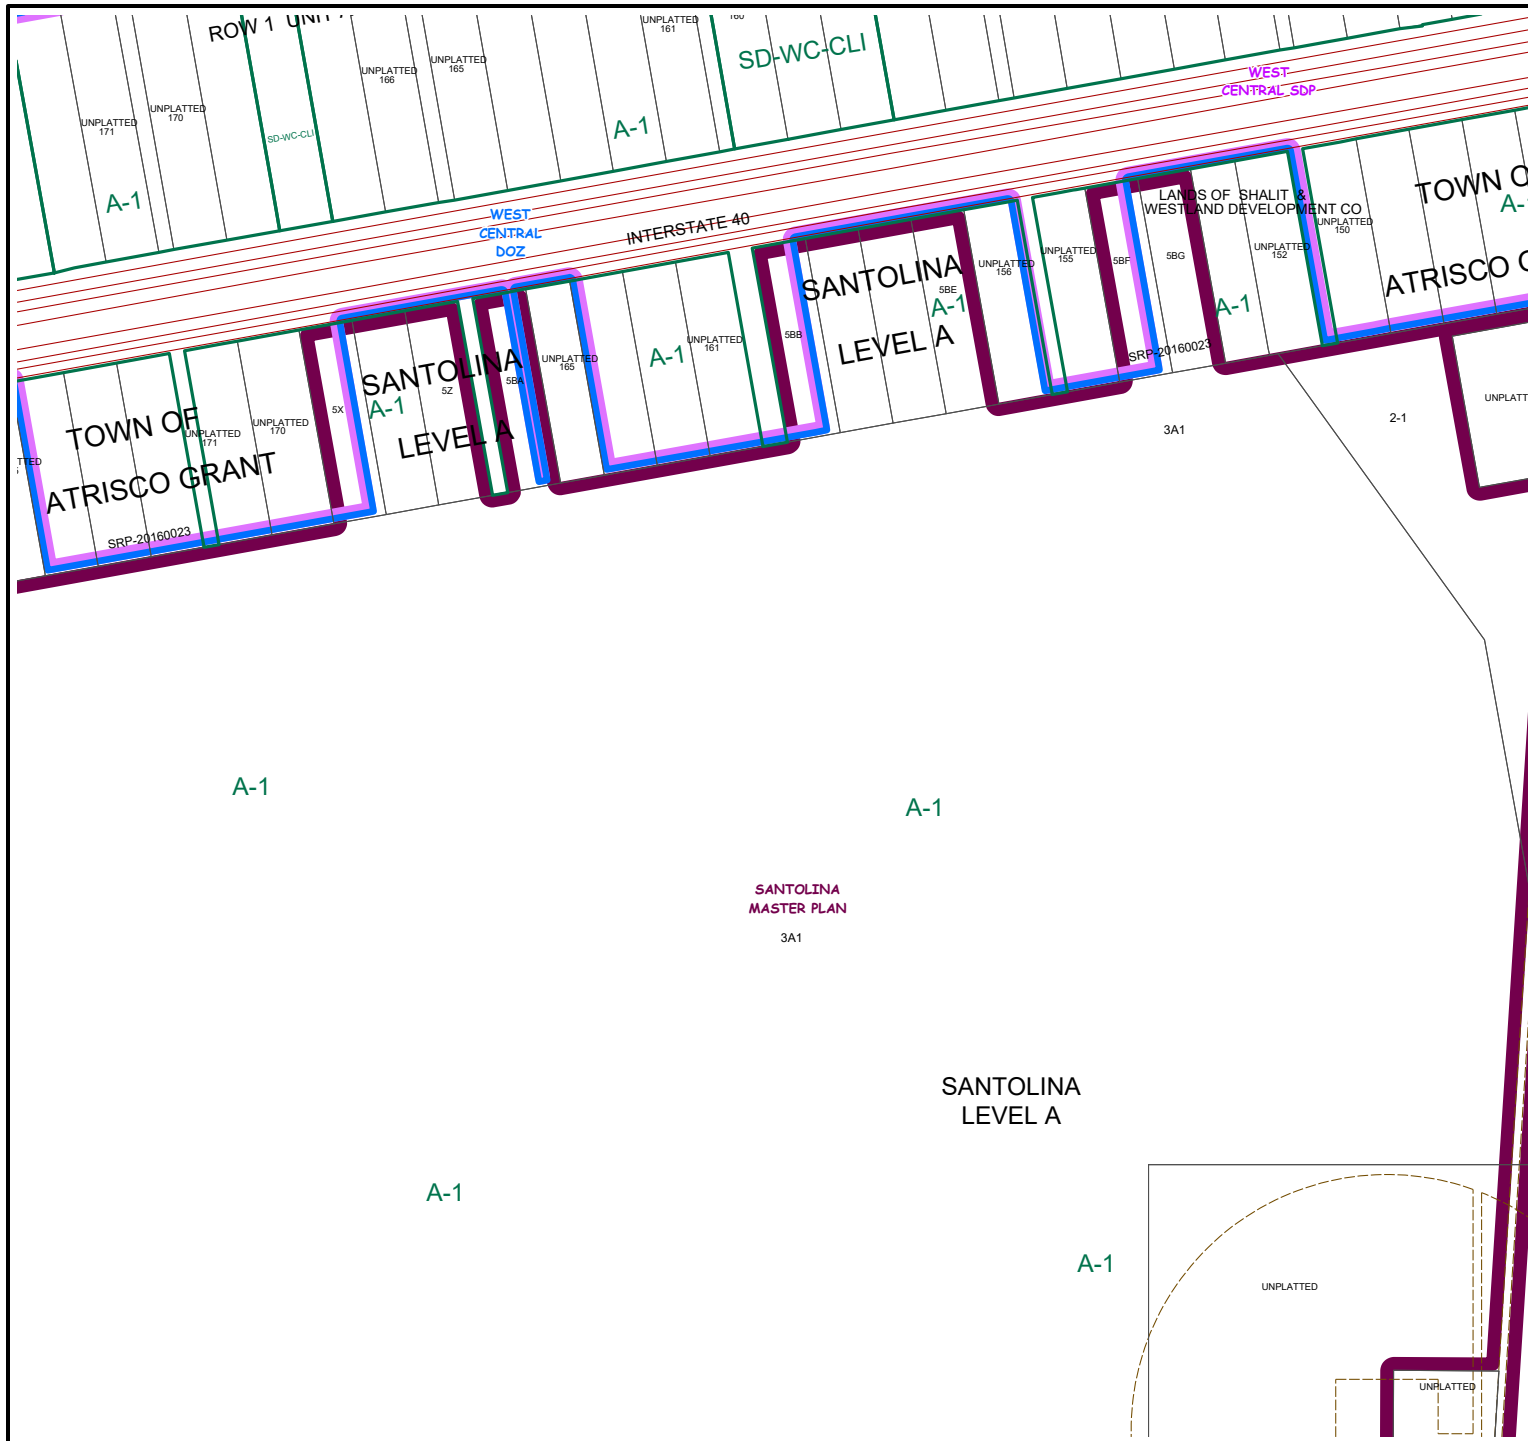 ROW 1 UNIT
UNPLATTED
161
160
SD-WC-CLI
UNPLATTED
165
UNPLATTED
166
WEST
CENTRAL SDP
UNPLATTED
170
UNPLATTED
171
SD-WC-CLI
A-1
A-1
LANDS OF SHALIT &
WESTLAND DEVELOPMENT CO
TOWN O
A-1
WEST
CENTRAL
DOZ
INTERSTATE 40
UNPLATTED
150
UNPLATTED
152
UNPLATTED
155
5BF
5BG
UNPLATTED
156
SANTOLINA
LEVEL A
5BE
A-1
A-1
ATRISCO G
5BB
UNPLATTED
161
A-1
SRP-20160023
SANTOLINA
LEVEL A
UNPLATTED
165
5BA
5Z
A-1
5X
UNPLATT
2-1
3A1
TOWN OF
ATRISCO GRANT
UNPLATTED
170
UNPLATTED
171
TTED
SRP-20160023
A-1
A-1
SANTOLINA
MASTER PLAN
3A1
SANTOLINA
LEVEL A
A-1
A-1
UNPLATTED
UNPLATTED